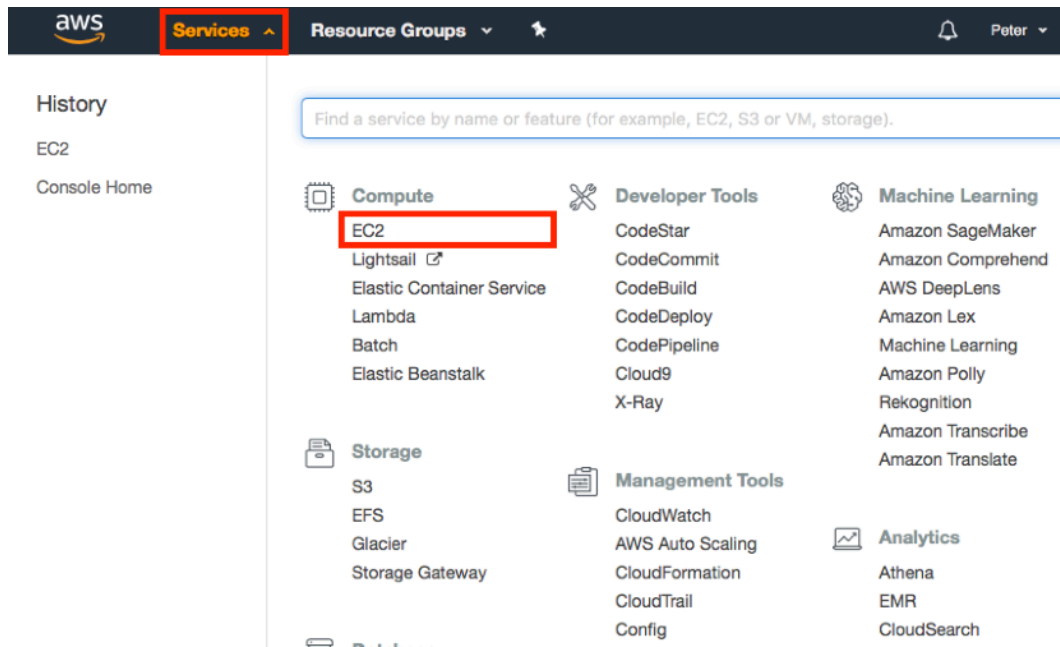 aws
Services
Resource Groups
Peter
History
EC2
Console Home
Find a service by name or feature (for example, EC2, S3 or VM, storage).
Compute
EC2
Lightsail
Elastic Container Service
Lambda
Batch
Elastic Beanstalk
Storage
S3
EFS
Glacier
Storage Gateway
Developer Tools
CodeStar
CodeCommit
CodeBuild
CodeDeploy
CodePipeline
Cloud9
X-Ray
Management Tools
CloudWatch
AWS Auto Scaling
CloudFormation
CloudTrail
Config
Machine Learning
Amazon SageMaker
Amazon Comprehend
AWS DeepLens
Amazon Lex
Machine Learning
Amazon Polly
Rekognition
Amazon Transcribe
Amazon Translate
Analytics
Athena
EMR
CloudSearch